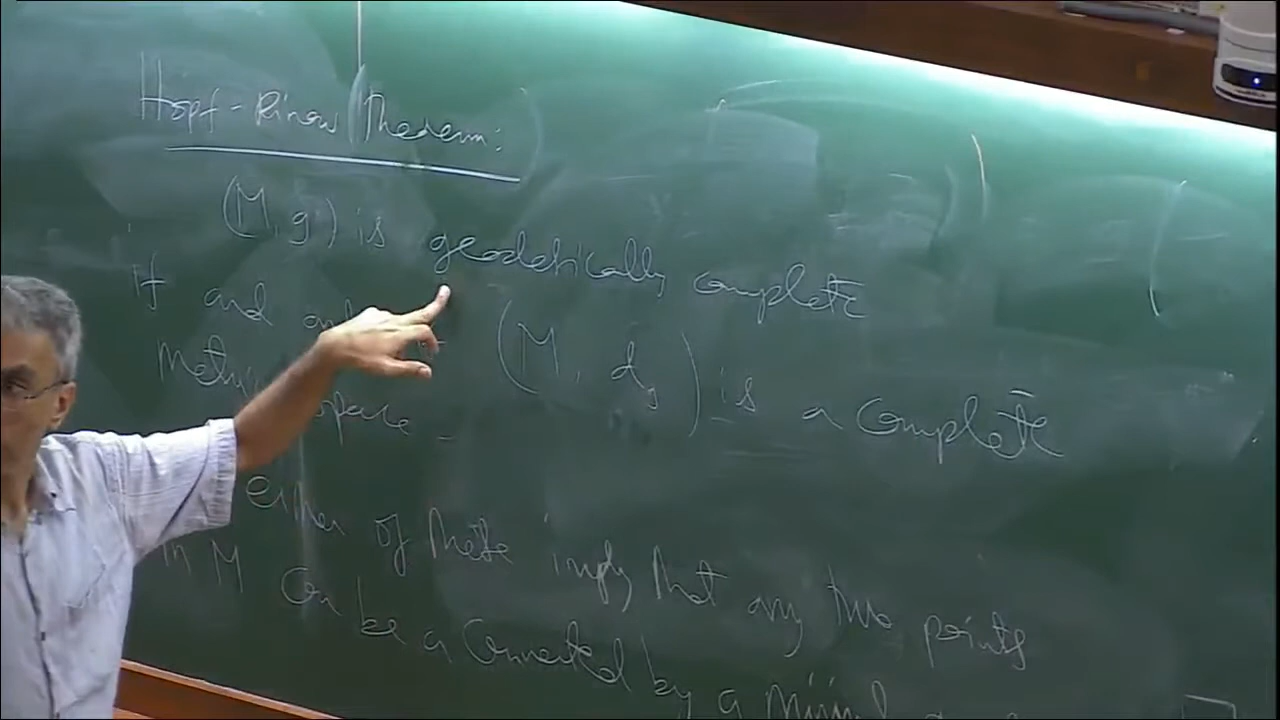 Hopf-Rinow Theorem:
(M, g) is geodetically complete
if and only (M, d_g) is a complete
Metric space -
either of these imply that any two points
in M can be a connected by a